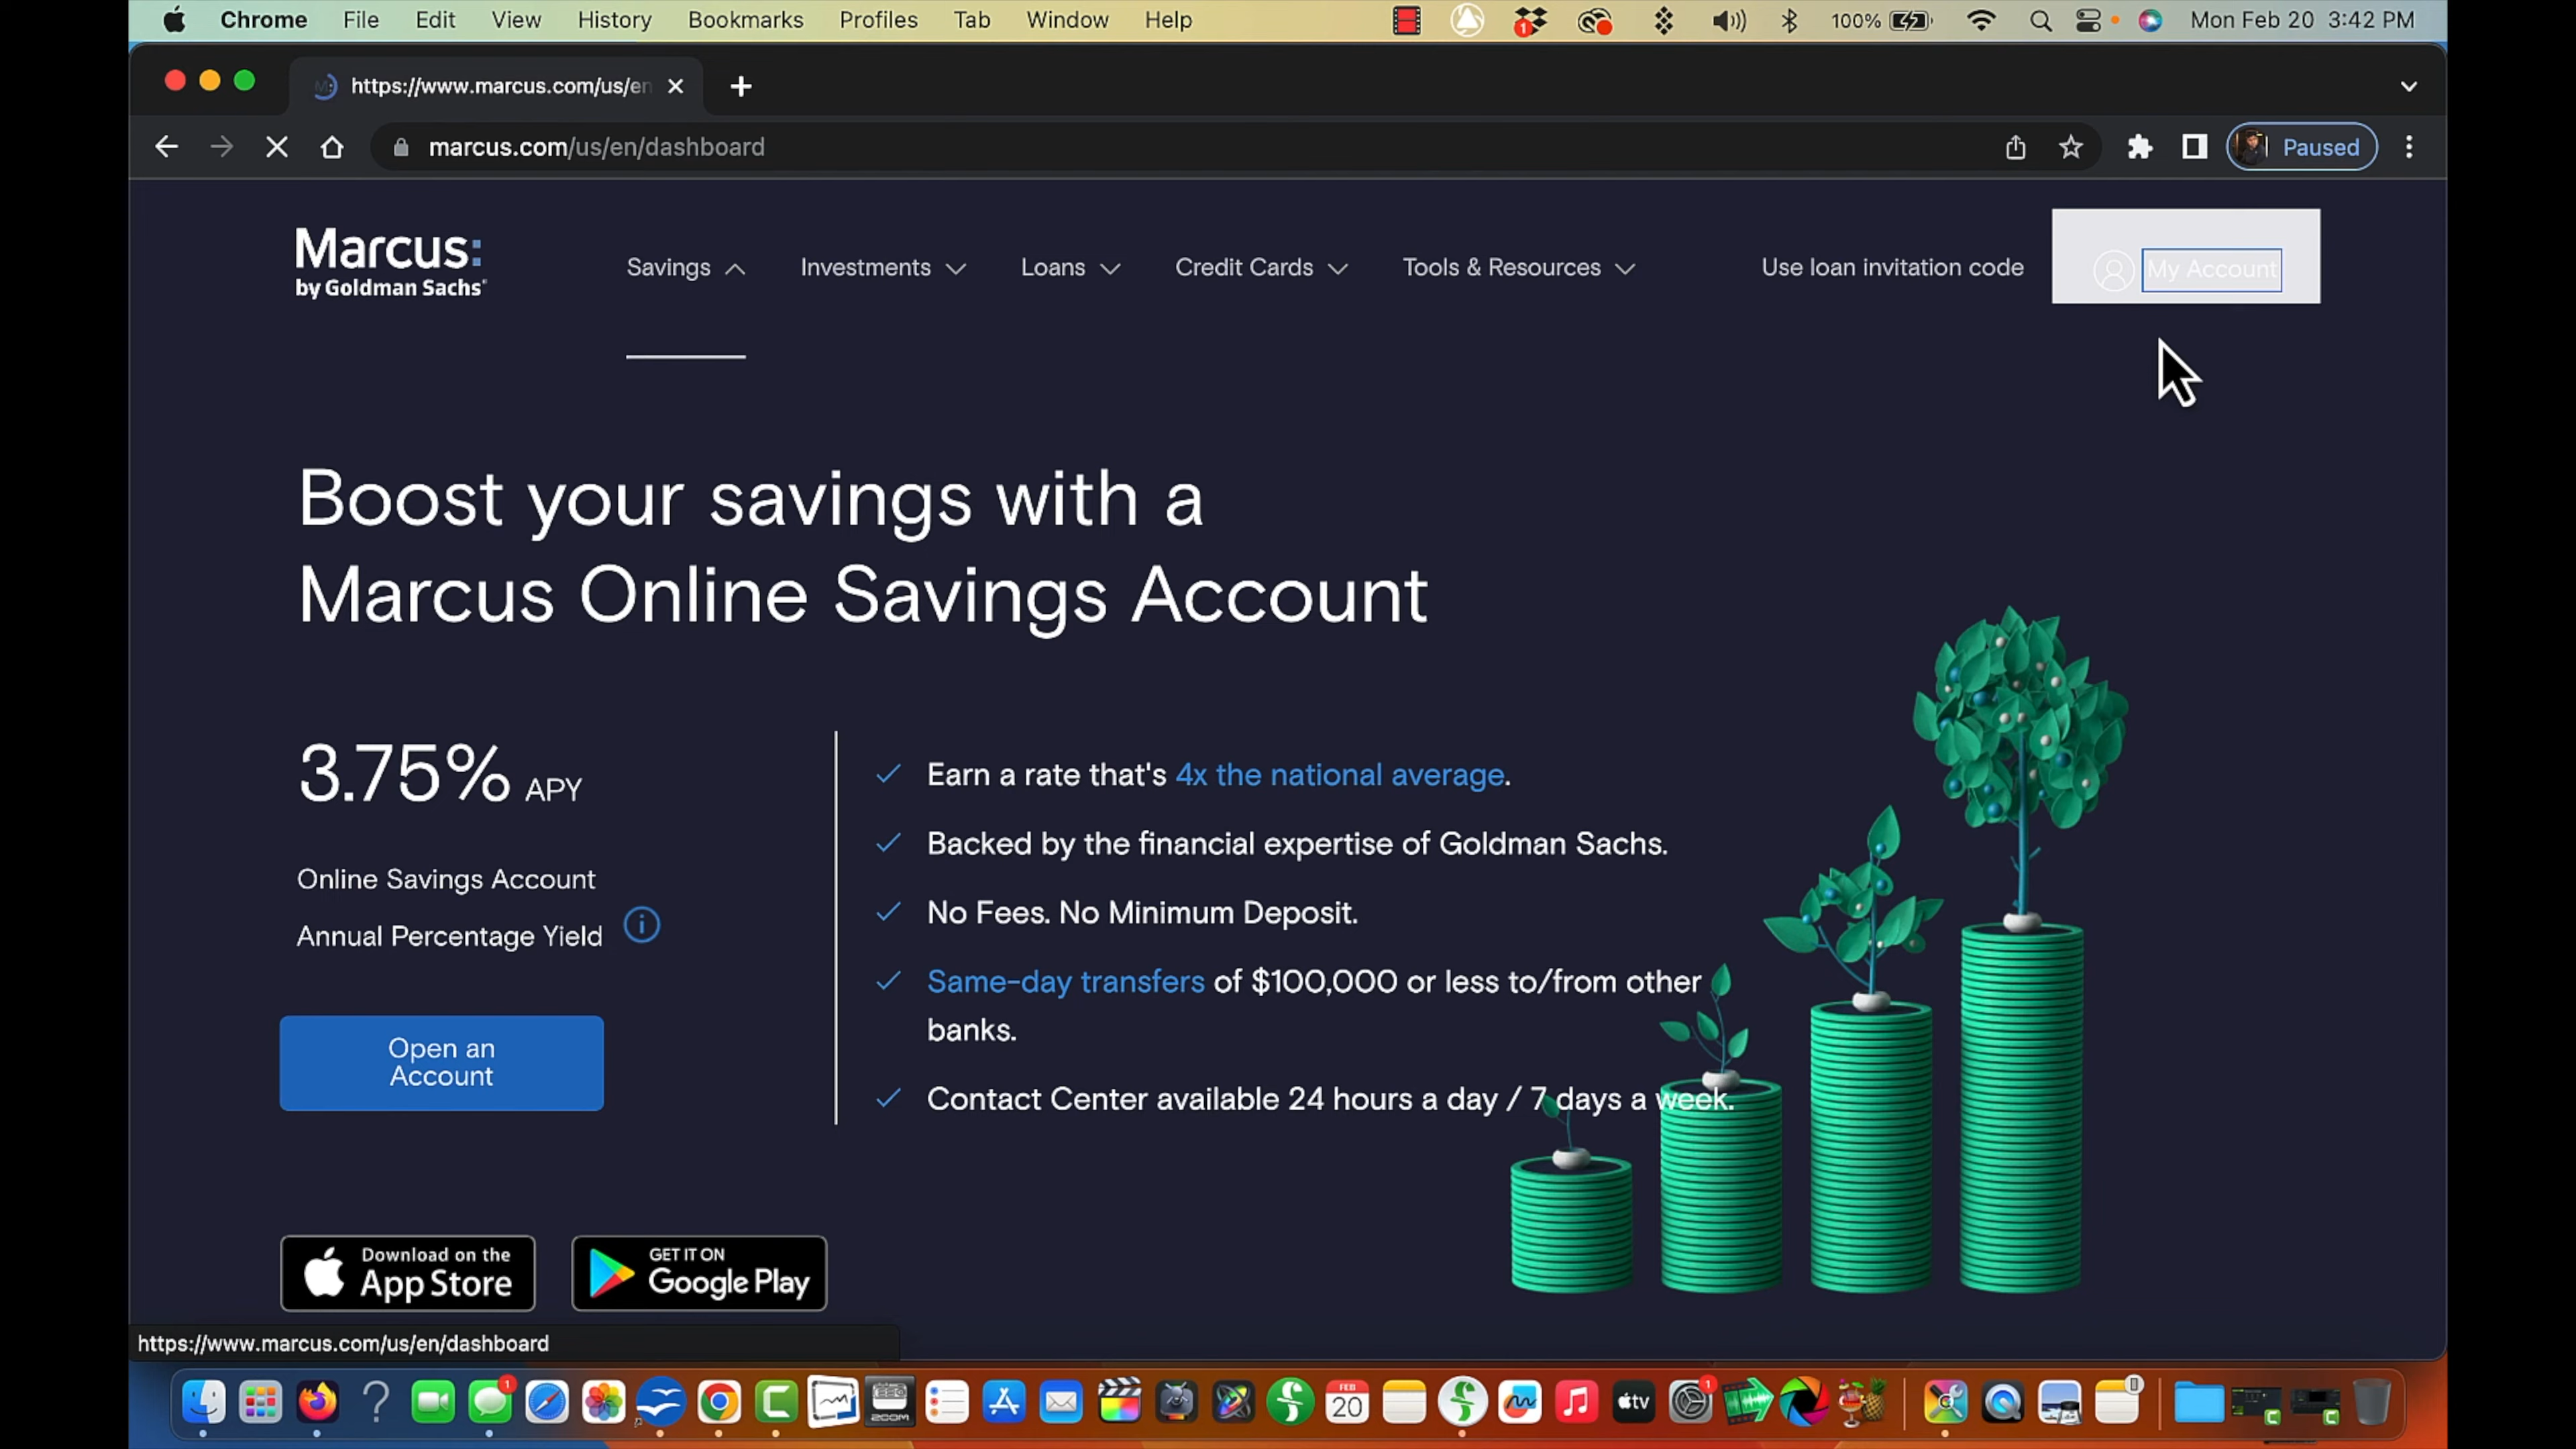 Chrome File Edit View History Bookmarks Profiles Tab Window Help 1 100% Mon Feb 20 3:42 PM
https://www.marcus.com/us/en
marcus.com/us/en/dashboard Paused
Marcus:
by Goldman Sachs
Savings Investments Loans Credit Cards Tools & Resources Use loan invitation code My Account
Boost your savings with a
Marcus Online Savings Account
3.75% APY
Online Savings Account
Annual Percentage Yield
Open an
Account
Earn a rate that's 4x the national average.
Backed by the financial expertise of Goldman Sachs.
No Fees. No Minimum Deposit.
Same-day transfers of $100,000 or less to/from other
banks.
Contact Center available 24 hours a day / 7 days a week.
Download on the
App Store
GET IT ON
Google Play
https://www.marcus.com/us/en/dashboard
1
ZOOM
FEB
20
tv
1